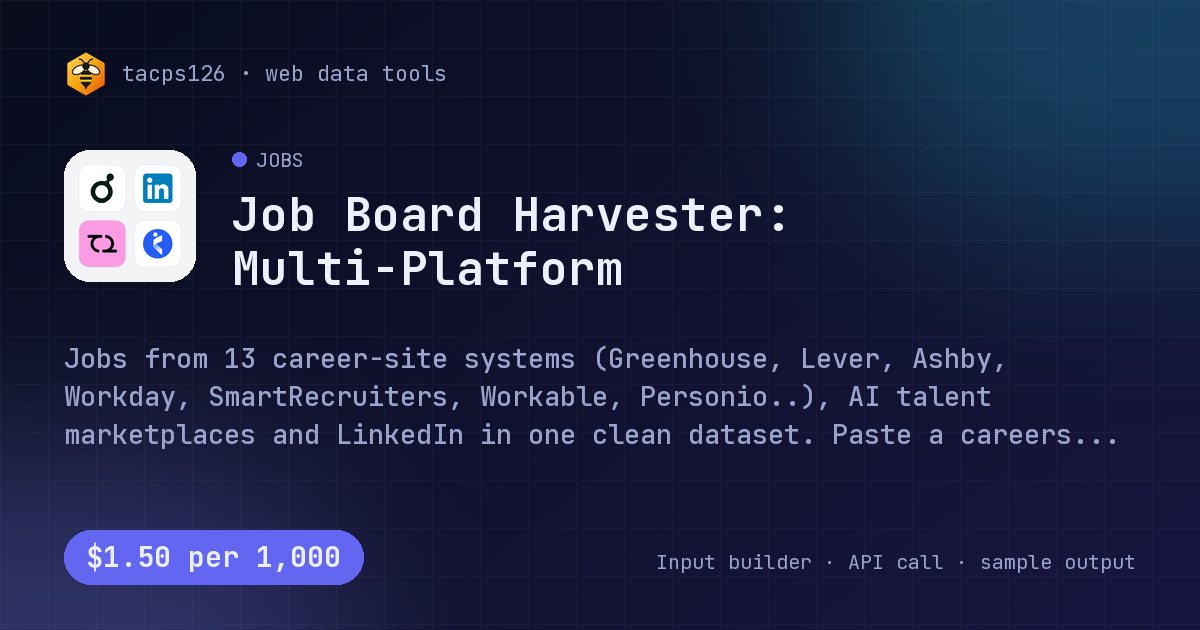 tacps126 · web data tools
JOBS
in
Job Board Harvester:
Multi-Platform
Jobs from 13 career-site systems (Greenhouse, Lever, Ashby,
Workday, SmartRecruiters, Workable, Personio..), AI talent
marketplaces and LinkedIn in one clean dataset. Paste a careers...
$1.50 per 1,000
Input builder · API call · sample output